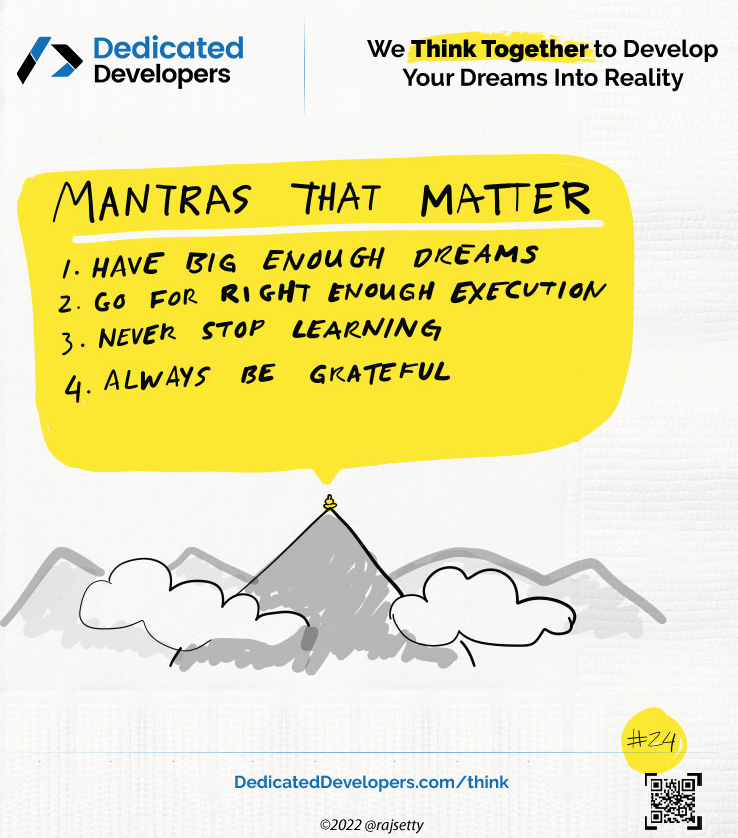 Dedicated
Developers
We Think Together to Develop
Your Dreams Into Reality
MANTRAS THAT MATTER
1. HAVE BIG ENOUGH DREAMS
2. GO FOR RIGHT ENOUGH EXECUTION
3. NEVER STOP LEARNING
4. ALWAYS BE GRATEFUL
#24
DedicatedDevelopers.com/think
©2022 @rajsetty